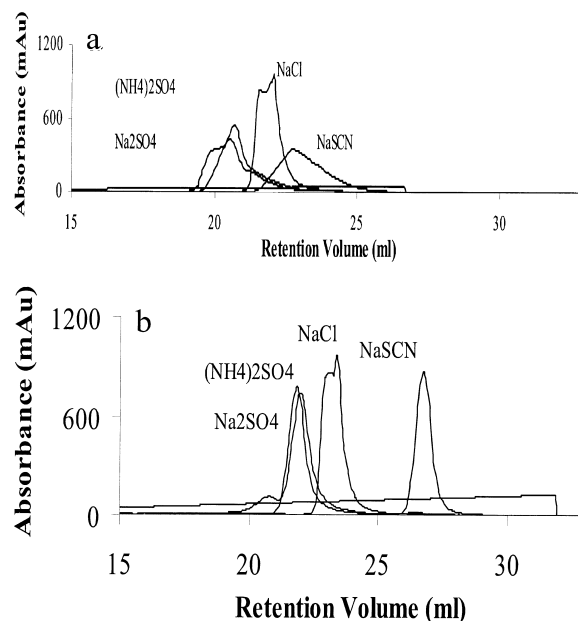 a
Absorbance (mAu)
1200
600
0
(NH4)2SO4
Na2SO4
NaCl
NaSCN
15 20 25 30
Retention Volume (ml)
b
Absorbance (mAu)
1200
600
0
(NH4)2SO4
Na2SO4
NaCl
NaSCN
15 20 25 30
Retention Volume (ml)